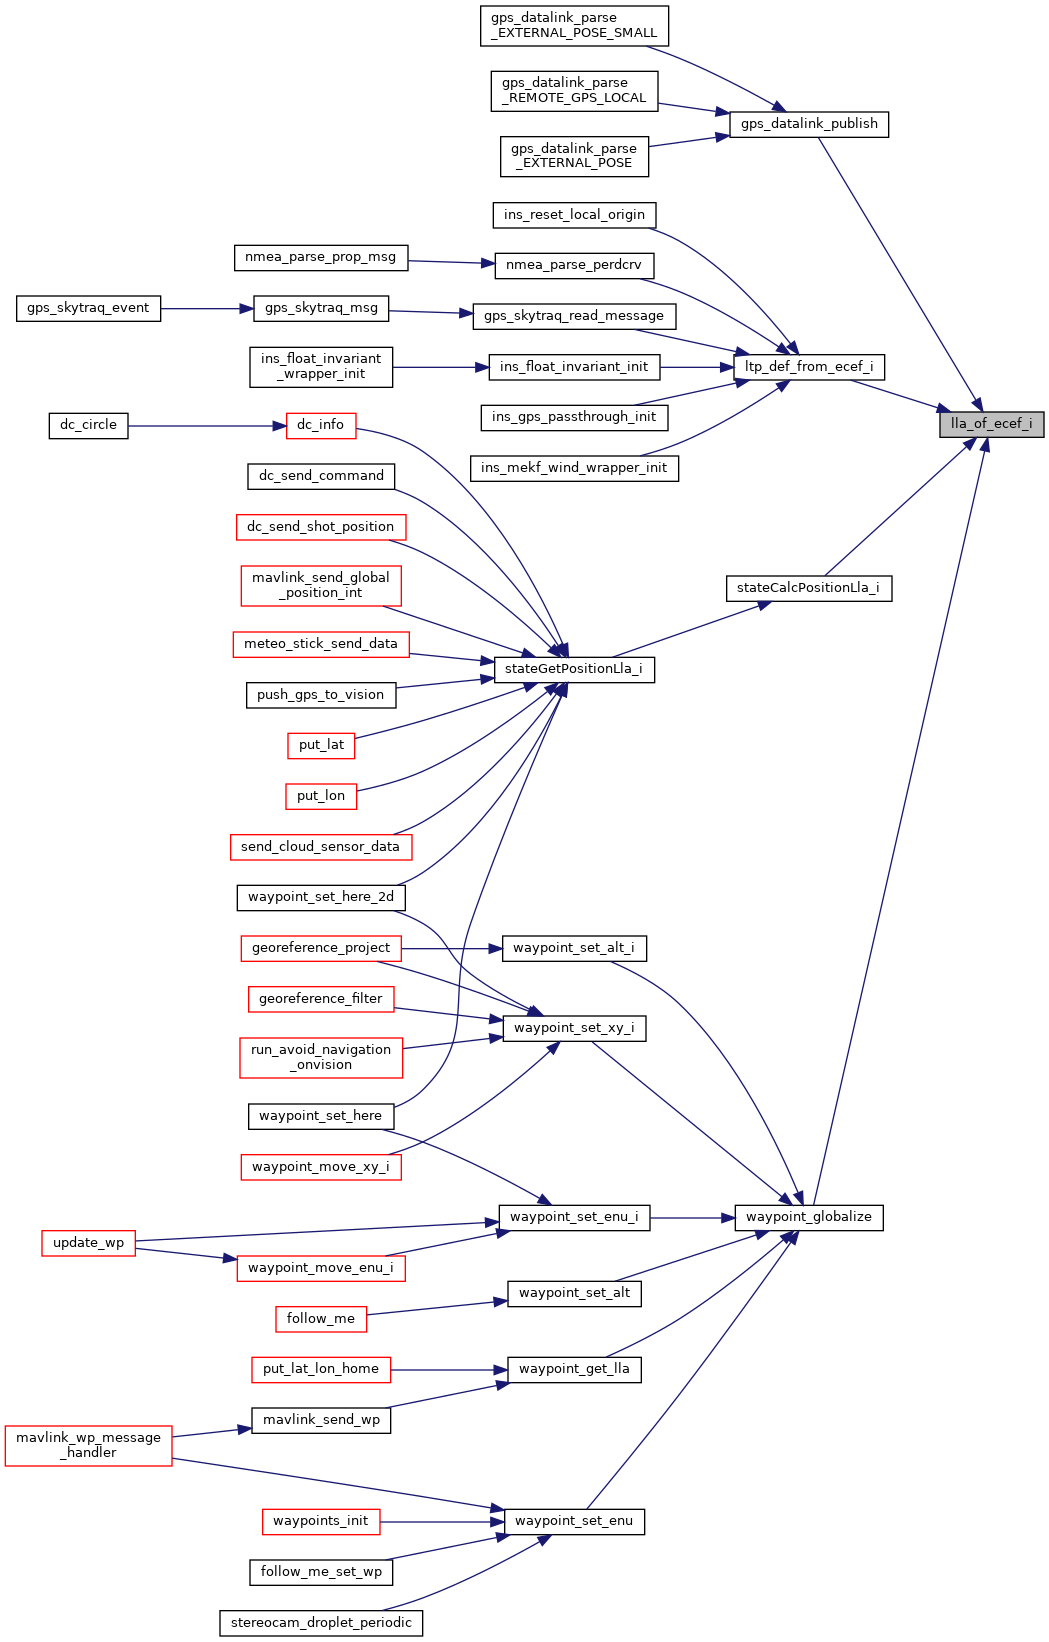 gps_datalink_parse
_EXTERNAL_POSE_SMALL
gps_datalink_parse
_REMOTE_GPS_LOCAL
gps_datalink_publish
gps_datalink_parse
_EXTERNAL_POSE
ins_reset_local_origin
nmea_parse_prop_msg
nmea_parse_perdcrv
gps_skytraq_event
gps_skytraq_msg
gps_skytraq_read_message
ins_float_invariant
_wrapper_init
ins_float_invariant_init
ltp_def_from_ecef_i
ins_gps_passthrough_init
dc_circle
dc_info
lla_of_ecef_i
ins_mekf_wind_wrapper_init
dc_send_command
dc_send_shot_position
mavlink_send_global
_position_int
stateCalcPositionLla_i
meteo_stick_send_data
stateGetPositionLla_i
push_gps_to_vision
put_lat
put_lon
send_cloud_sensor_data
waypoint_set_here_2d
georeference_project
waypoint_set_alt_i
georeference_filter
waypoint_set_xy_i
run_avoid_navigation
_onvision
waypoint_set_here
waypoint_move_xy_i
waypoint_set_enu_i
waypoint_globalize
update_wp
waypoint_move_enu_i
waypoint_set_alt
follow_me
put_lat_lon_home
waypoint_get_lla
mavlink_send_wp
mavlink_wp_message
_handler
waypoints_init
waypoint_set_enu
follow_me_set_wp
stereocam_droplet_periodic